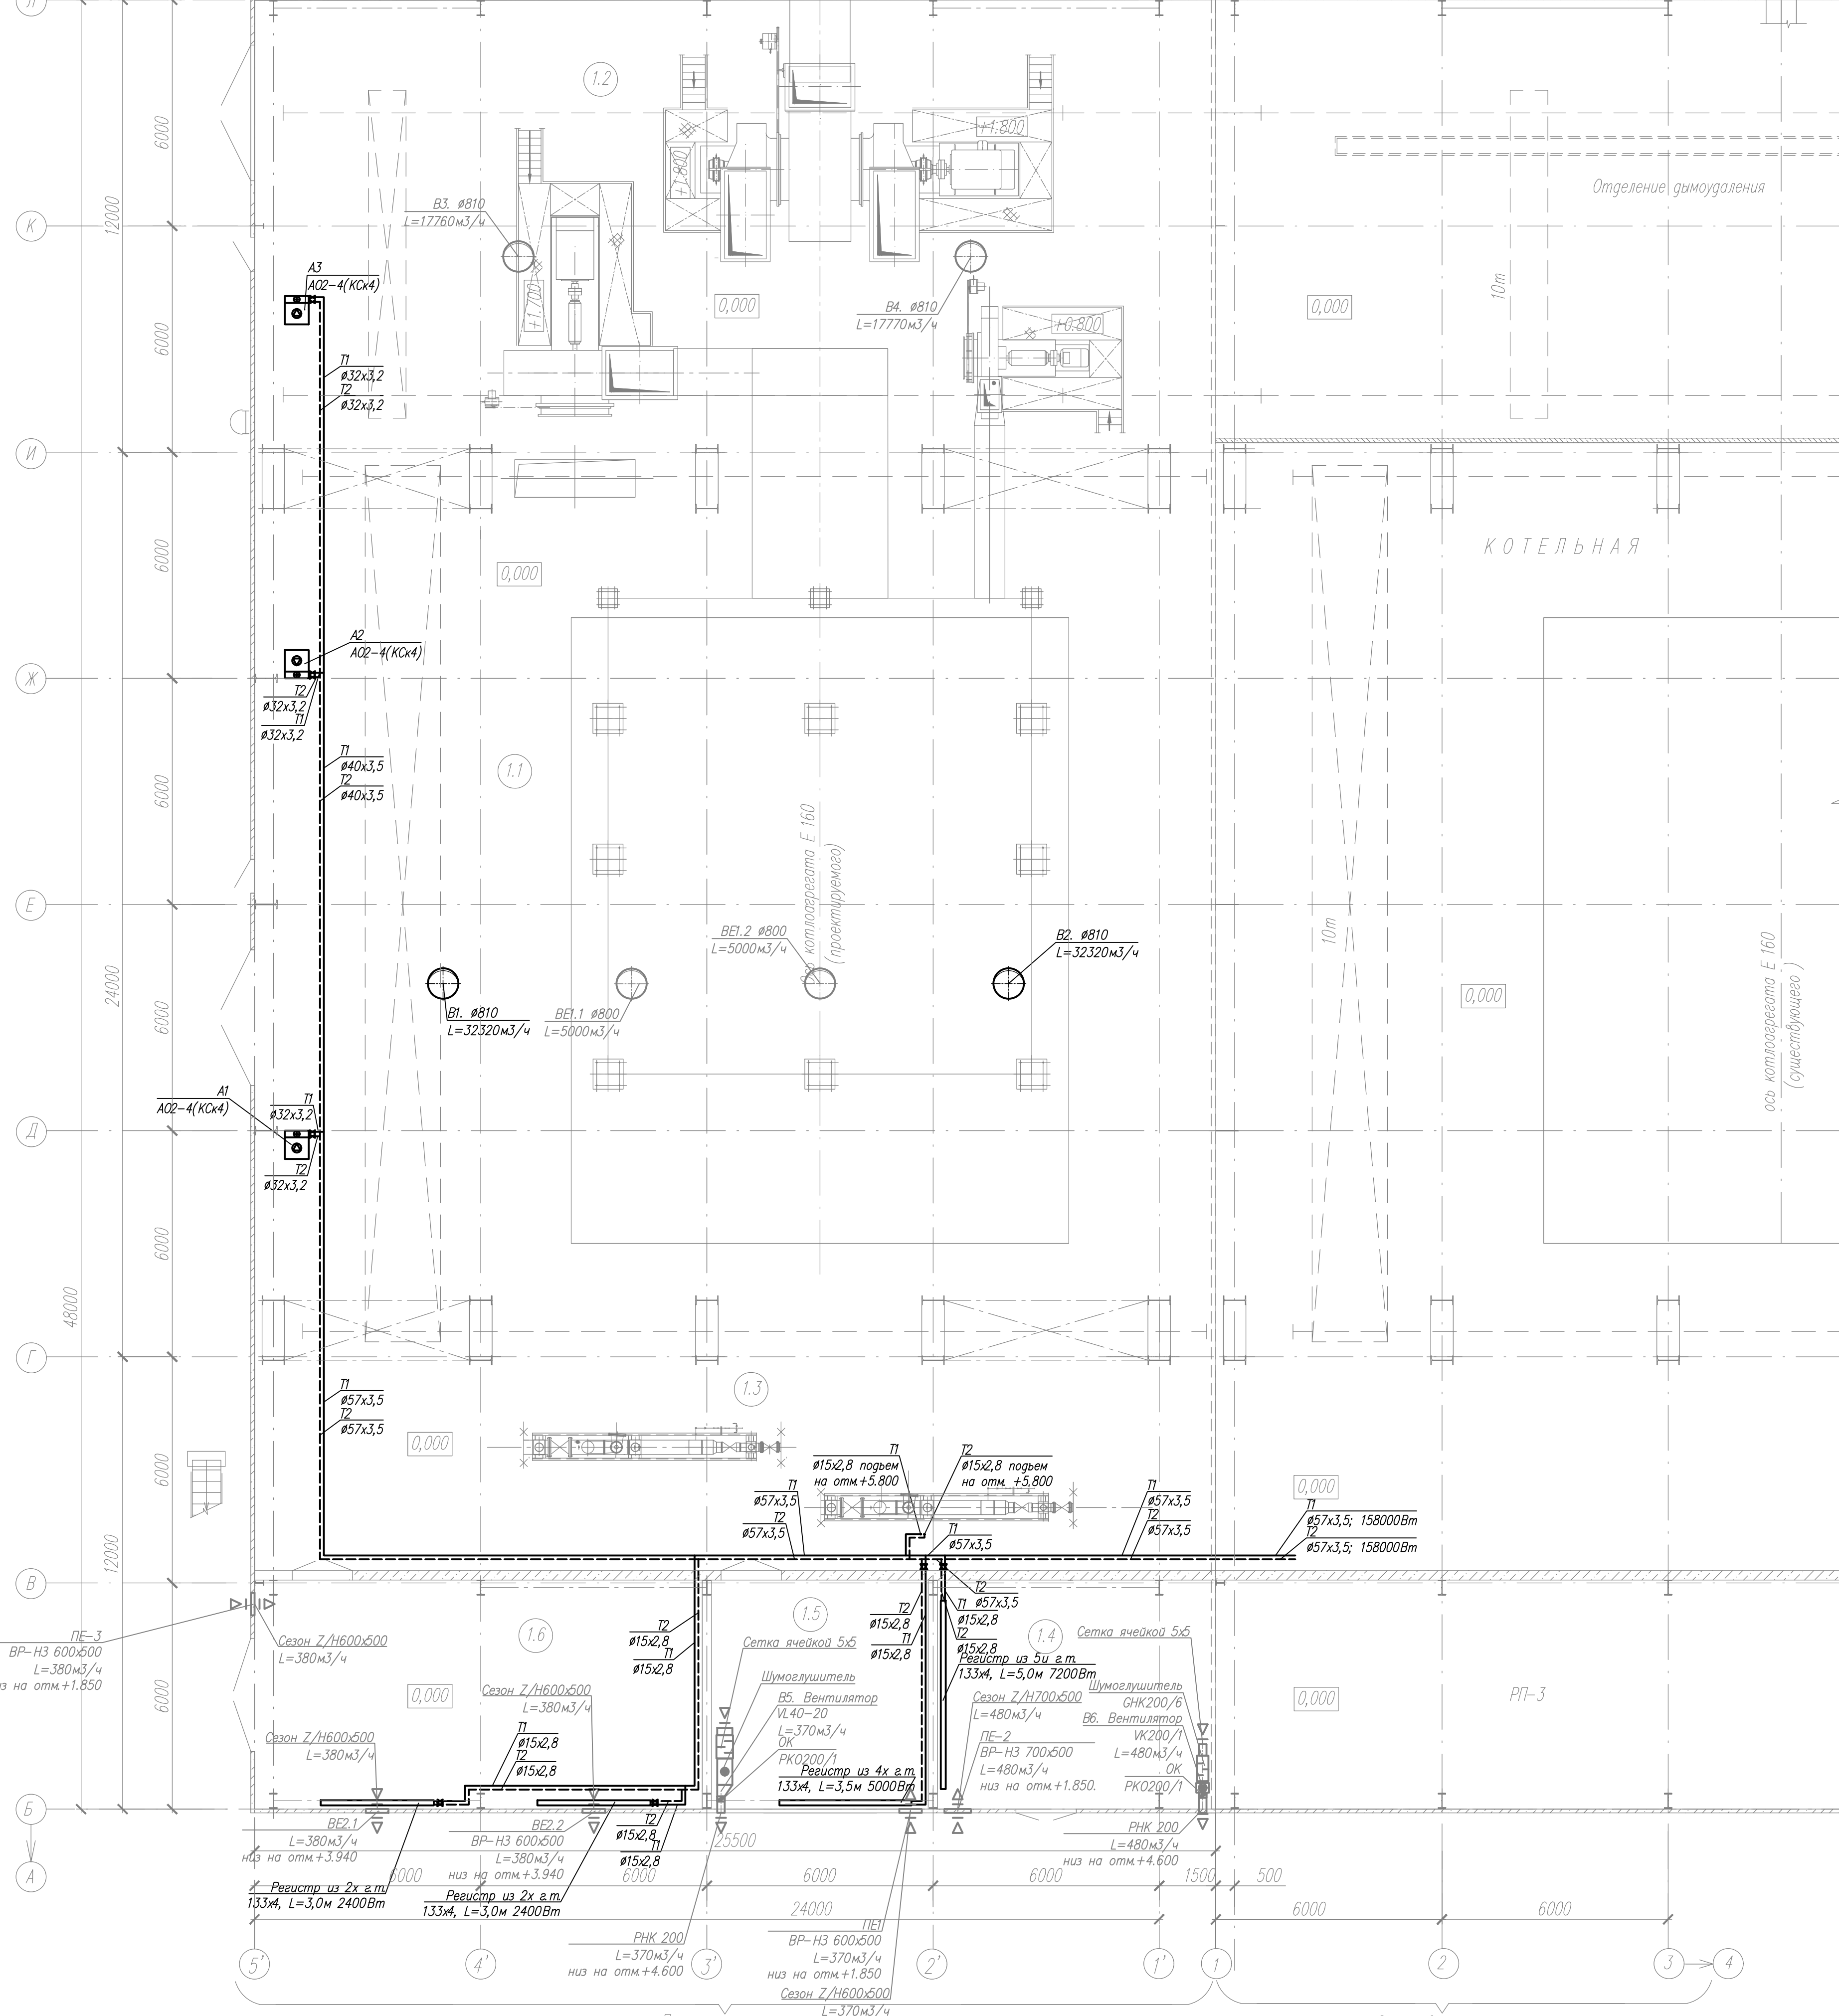 Л
6000
1.2
+1.800
+1.800
Отделение дымоудаления
К
12000
В3. ø810
L=17760м3/ч
А3
АО2-4(КСк4)
+1.700
0,000
В4. ø810
L=17770м3/ч
+0.800
0,000
10т
6000
Т1
ø32х3,2
Т2
ø32х3,2
И
КОТЕЛЬНАЯ
6000
0,000
А2
АО2-4(КСк4)
Ж
Т2
ø32х3,2
Т1
ø32х3,2
Т1
ø40х3,5
Т2
ø40х3,5
1.1
6000
Ось котлоагрегата Е 160
(проектируемого)
Е
ВЕ1.2 ø800
L=5000м3/ч
В2. ø810
L=32320м3/ч
10т
ось котлоагрегата Е 160
(существующего )
24000
0,000
В1. ø810
L=32320м3/ч
ВЕ1.1 ø800
L=5000м3/ч
6000
А1
АО2-4(КСк4)
Т1
ø32х3,2
Д
Т2
ø32х3,2
6000
48000
Г
1.3
Т1
ø57х3,5
Т2
ø57х3,5
0,000
6000
Т1
ø15х2,8 подъем
на отм.+5.800
Т2
ø15х2,8 подъем
на отм. +5.800
0,000
Т1
ø57х3,5
Т2
ø57х3,5
Т1
ø57х3,5
Т1
ø57х3,5
Т2
ø57х3,5
Т1
ø57х3,5; 158000Вт
Т2
ø57х3,5; 158000Вт
12000
В
Т2
ø57х3,5
Т1
ø15х2,8
Т2
ø15х2,8
1.6
1.5
1.4
Т2
ø15х2,8
Т1
ø15х2,8
Т2
ø15х2,8
Т1
ø15х2,8
ПЕ-3
ВР-НЗ 600х500
L=380м3/ч
из на отм.+1.850
Сезон Z/H600х500
L=380м3/ч
Сетка ячейкой 5х5
Сетка ячейкой 5х5
Регистр из 5и г.т.
133х4, L=5,0м 7200Вт
Шумоглушитель
В5. Вентилятор
VL40-20
L=370м3/ч
ОК
РКО200/1
Шумоглушитель
GHK200/6
В6. Вентилятор
VK200/1
L=480м3/ч
ОК
РКО200/1
6000
0,000
Сезон Z/H600х500
L=380м3/ч
Сезон Z/H700х500
L=480м3/ч
ПЕ-2
ВР-НЗ 700х500
L=480м3/ч
низ на отм.+1.850.
0,000
РП-3
Сезон Z/H600х500
L=380м3/ч
Т1
ø15х2,8
Т2
ø15х2,8
Регистр из 4х г.т.
133х4, L=3,5м 5000Вт
Б
ВЕ2.1
L=380м3/ч
низ на отм.+3.940
ВЕ2.2
ВР-НЗ 600х500
L=380м3/ч
низ на отм.+3.940
Т2
ø15х2,8
Т1
ø15х2,8
РНК 200
L=480м3/ч
низ на отм.+4.600
25500
А
6000
6000
6000
6000
1500
500
Регистр из 2х г.т.
133х4, L=3,0м 2400Вт
Регистр из 2х г.т.
133х4, L=3,0м 2400Вт
24000
6000
6000
РНК 200
L=370м3/ч
низ на отм.+4.600
ПЕ1
ВР-НЗ 600х500
L=370м3/ч
низ на отм.+1.850
Сезон Z/H600х500
L=370м3/ч
5'
4'
3'
2'
1'
1
2
3
4